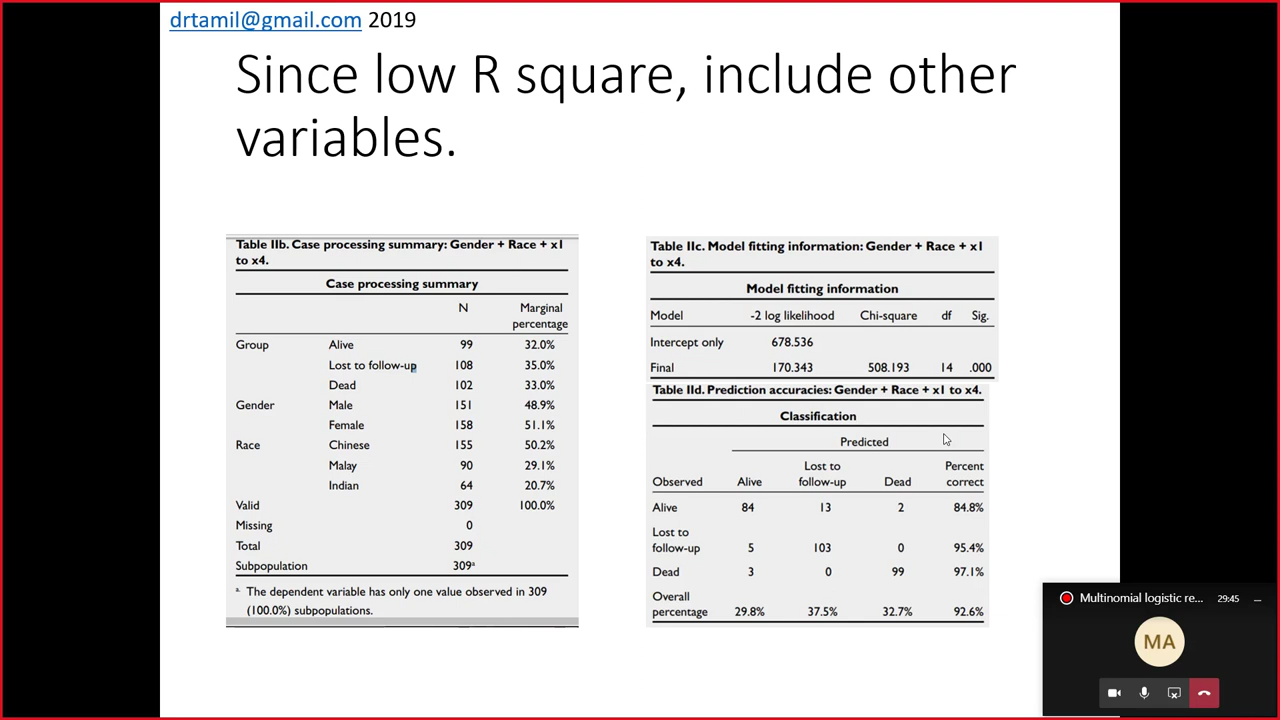 drtamil@gmail.com 2019
Since low R square, include other
variables.
Table IIb. Case processing summary: Gender + Race + x1
to x4.
Case processing summary
N Marginal
percentage
Group Alive 99 32.0%
Lost to follow-up 108 35.0%
Dead 102 33.0%
Gender Male 151 48.9%
Female 158 51.1%
Race Chinese 155 50.2%
Malay 90 29.1%
Indian 64 20.7%
Valid 309 100.0%
Missing 0
Total 309
Subpopulation 309a
a. The dependent variable has only one value observed in 309
(100.0%) subpopulations.
Table IIc. Model fitting information: Gender + Race + x1
to x4.
Model fitting information
Model -2 log likelihood Chi-square df Sig.
Intercept only 678.536
Final 170.343 508.193 14 .000
Table IId. Prediction accuracies: Gender + Race + x1 to x4.
Classification
Predicted
Lost to Percent
Observed Alive follow-up Dead correct
Alive 84 13 2 84.8%
Lost to
follow-up 5 103 0 95.4%
Dead 3 0 99 97.1%
Overall
percentage 29.8% 37.5% 32.7% 92.6%
Multinomial logistic re... 29:45
MA